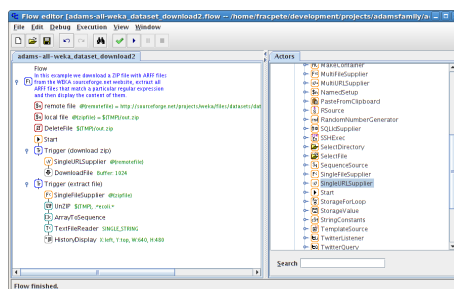 Flow editor [adams-all-weka_dataset_download2.flow -- /home/fracpete/development/projects/adamsfamily/a
File Edit Debug Execution View Window
adams-all-weka_dataset_download2
Flow
In this example we download a ZIP file with ARFF files
from the WEKA sourceforge.net website, extract all
ARFF files that match a particular regular expression
and then display the content of them.
remote file @{remotefile} = http://sourceforge.net/projects/weka/files/datasets/dat
local file @{zipfile} = $(TMP)/out.zip
DeleteFile $(TMP)/out.zip
Start
Trigger (download zip)
SingleURLSupplier @{remotefile}
DownloadFile Buffer: 1024
Trigger (extract file)
SingleFileSupplier @{zipfile}
UnZIP $(TMP), *ecoli.*
ArrayToSequence
TextFileReader SINGLE_STRING
HistoryDisplay X:left, Y:top, W:640, H:480
Actors
MakeContainer
MultiFileSupplier
MultiURLSupplier
NamedSetup
PasteFromClipboard
RSource
RandomNumberGenerator
SQLIdSupplier
SSHExec
SelectDirectory
SelectFile
SequenceSource
SingleFileSupplier
SingleURLSupplier
Start
StorageForLoop
StorageValue
StringConstants
TemplateSource
TwitterListener
TwitterQuery
Search
Flow finished.